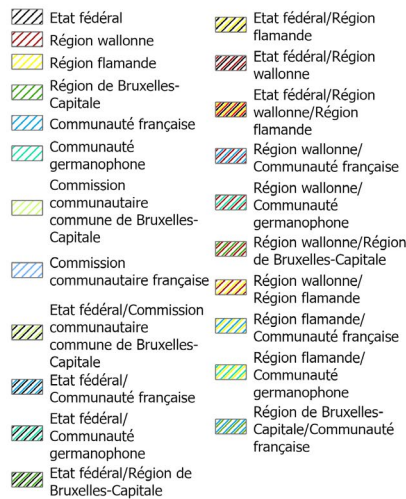 Etat fédéral
Région wallonne
Région flamande
Région de Bruxelles-
Capitale
Communauté française
Communauté
germanophone
Commission
communautaire
commune de Bruxelles-
Capitale
Commission
communautaire française
Etat fédéral/Commission
communautaire
commune de Bruxelles-
Capitale
Etat fédéral/
Communauté française
Etat fédéral/
Communauté
germanophone
Etat fédéral/Région de
Bruxelles-Capitale
Etat fédéral/Région
flamande
Etat fédéral/Région
wallonne
Etat fédéral/Région
wallonne/Région
flamande
Région wallonne/
Communauté française
Région wallonne/
Communauté
germanophone
Région wallonne/Région
de Bruxelles-Capitale
Région wallonne/
Région flamande
Région flamande/
Communauté française
Région flamande/
Communauté
germanophone
Région de Bruxelles-
Capitale/Communauté
française